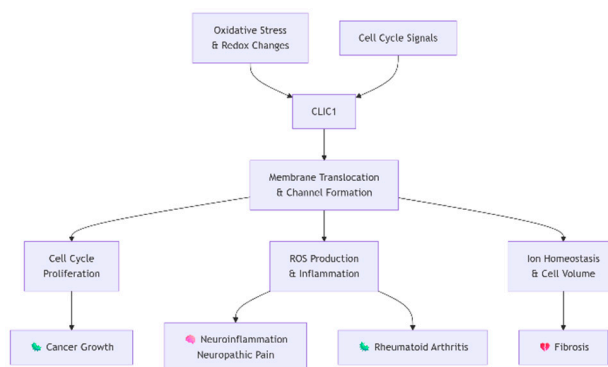 Oxidative Stress
& Redox Changes
Cell Cycle Signals
CLIC1
Membrane Translocation
& Channel Formation
Cell Cycle
Proliferation
ROS Production
& Inflammation
Ion Homeostasis
& Cell Volume
Cancer Growth
Neuroinflammation
Neuropathic Pain
Rheumatoid Arthritis
Fibrosis